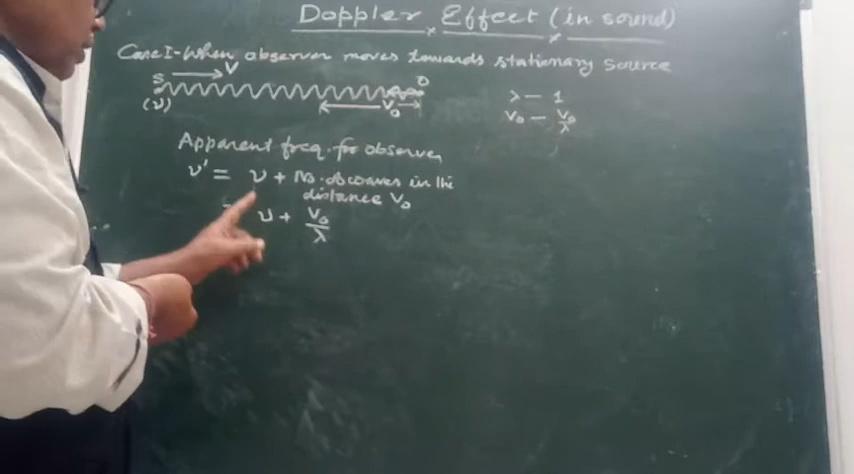 Doppler Effect (in sound)
Case I - When observer moves towards stationary source
S V O
(ν) V₀
λ — 1
V₀ — V₀/λ
Apparent freq. for observer,
ν' = ν + No. of waves in the
distance V₀
= ν + V₀/λ